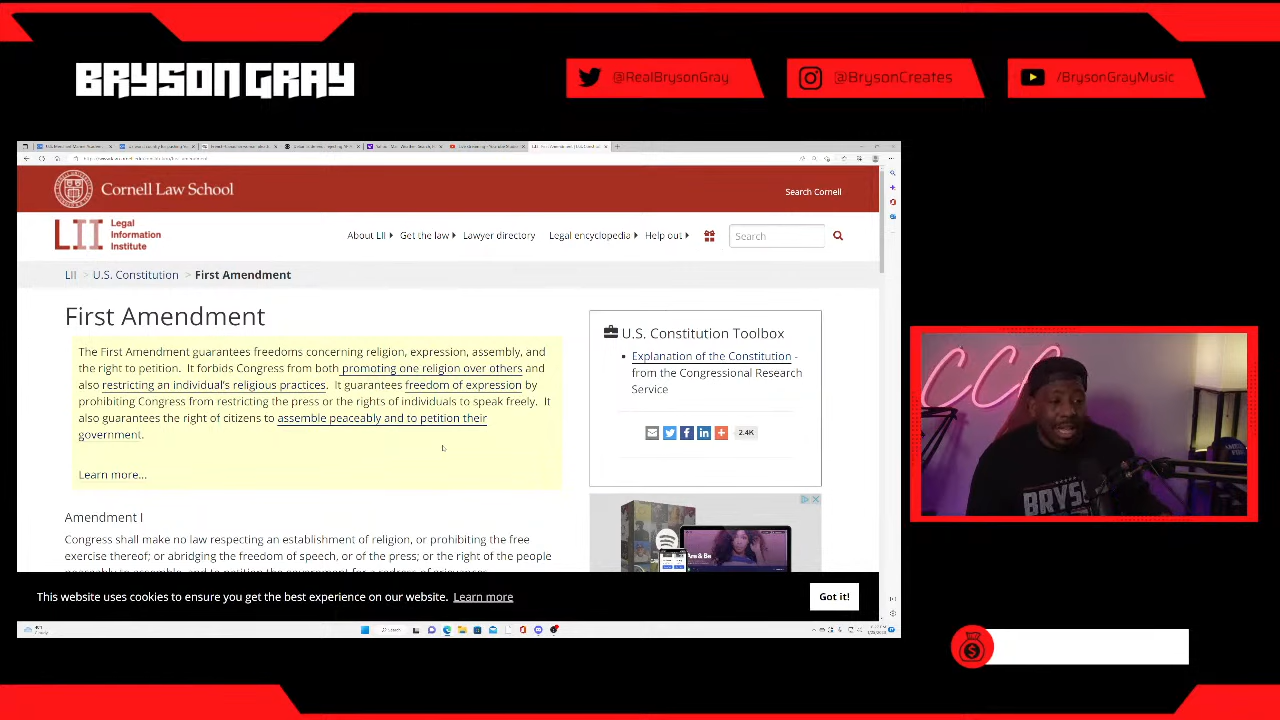 BRYSON GRAY
@RealBrysonGray
@BrysonCreates
/BrysonGrayMusic
Cornell Law School
Search Cornell
LII
Legal
Information
Institute
About LII
Get the law
Lawyer directory
Legal encyclopedia
Help out
Search
LII > U.S. Constitution > First Amendment
First Amendment
The First Amendment guarantees freedoms concerning religion, expression, assembly, and
the right to petition. It forbids Congress from both promoting one religion over others and
also restricting an individual's religious practices. It guarantees freedom of expression by
prohibiting Congress from restricting the press or the rights of individuals to speak freely. It
also guarantees the right of citizens to assemble peaceably and to petition their
government.
Learn more...
Amendment I
Congress shall make no law respecting an establishment of religion, or prohibiting the free
exercise thereof; or abridging the freedom of speech, or of the press; or the right of the people
U.S. Constitution Toolbox
Explanation of the Constitution -
from the Congressional Research
Service
2.4K
Are & Be
This website uses cookies to ensure you get the best experience on our website. Learn more
Got it!
CCC
BRYS